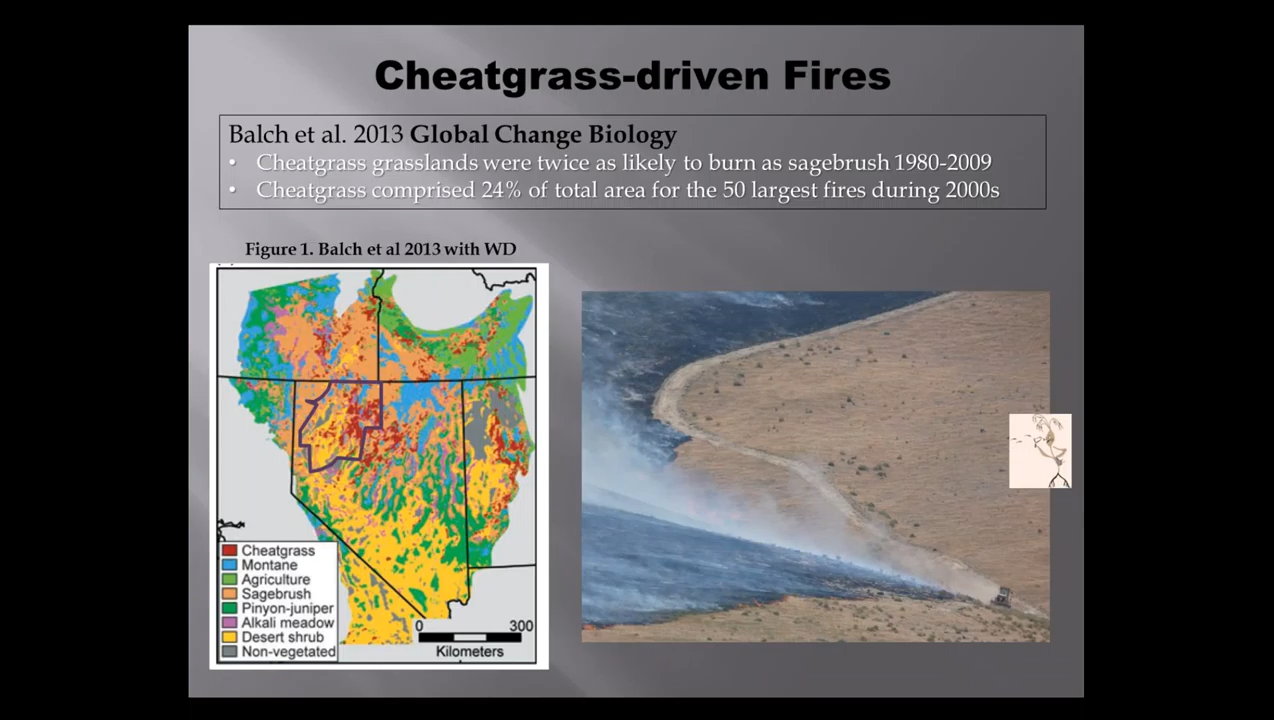 Cheatgrass-driven Fires
Balch et al. 2013 Global Change Biology
• Cheatgrass grasslands were twice as likely to burn as sagebrush 1980-2009
• Cheatgrass comprised 24% of total area for the 50 largest fires during 2000s
Figure 1. Balch et al 2013 with WD
Cheatgrass
Montane
Agriculture
Sagebrush
Pinyon-juniper
Alkali meadow
Desert shrub
Non-vegetated
0 300
Kilometers